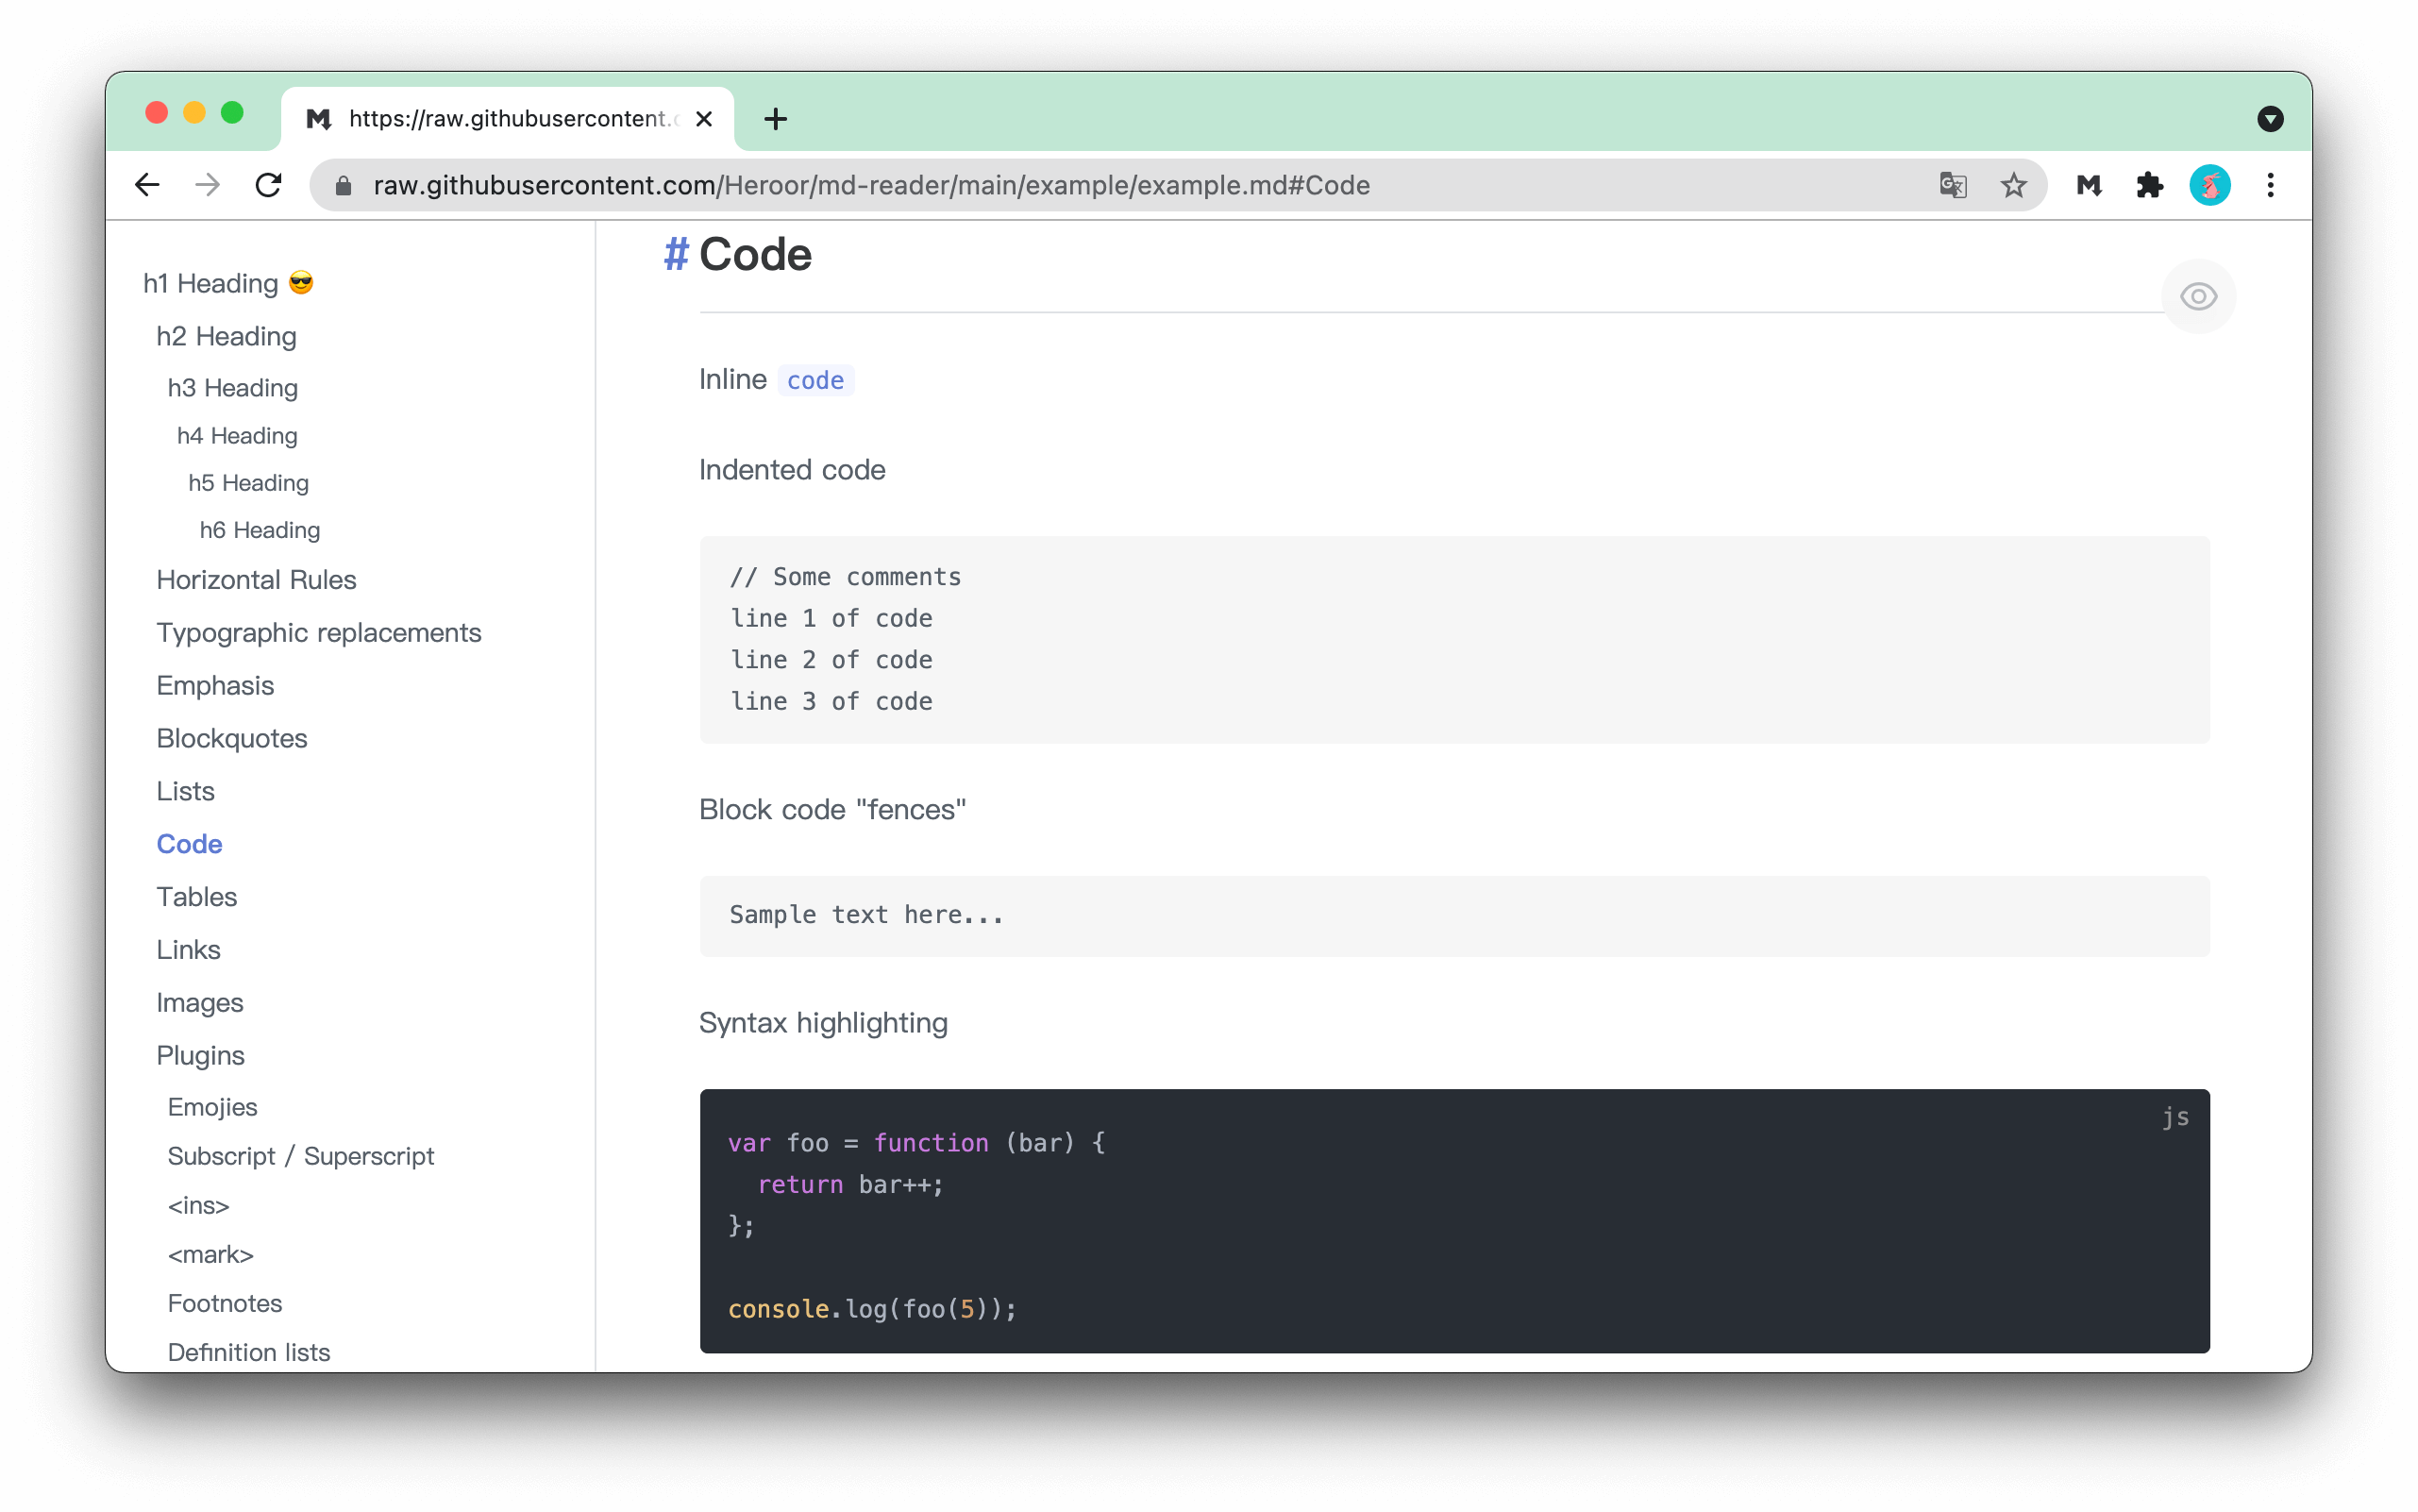 https://raw.githubusercontent.c
raw.githubusercontent.com/Heroor/md-reader/main/example/example.md#Code
h1 Heading 😎
h2 Heading
h3 Heading
h4 Heading
h5 Heading
h6 Heading
Horizontal Rules
Typographic replacements
Emphasis
Blockquotes
Lists
Code
Tables
Links
Images
Plugins
Emojies
Subscript / Superscript
<ins>
<mark>
Footnotes
Definition lists
# Code
Inline code
Indented code
// Some comments
line 1 of code
line 2 of code
line 3 of code
Block code "fences"
Sample text here...
Syntax highlighting
js
var foo = function (bar) {
  return bar++;
};
console.log(foo(5));